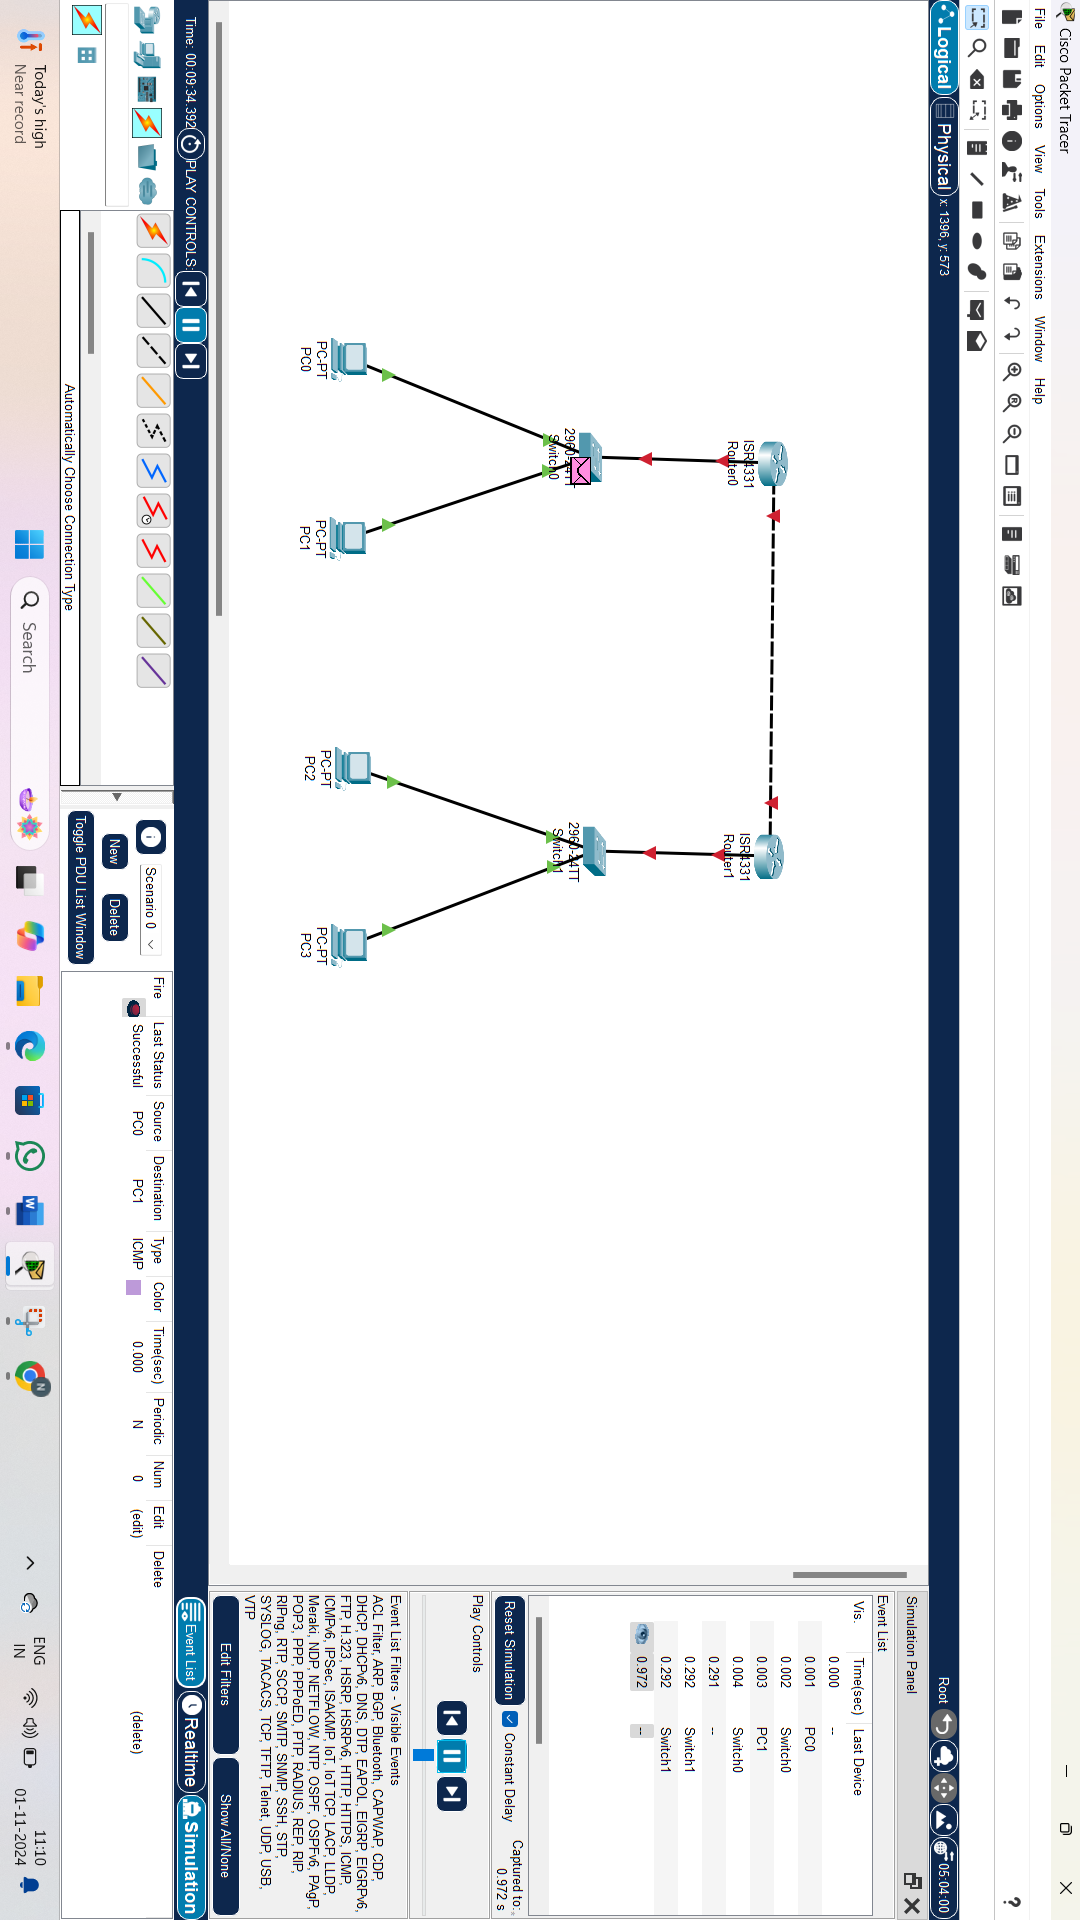 Cisco Packet Tracer
File Edit Options View Tools Extensions Window Help
Logical Physical x: 1396, y: 573
Root 05:04:00
ISR4331
Router0
ISR4331
Router1
2960-24TT
Switch0
2960-24TT
Switch1
PC-PT
PC0
PC-PT
PC1
PC-PT
PC2
PC-PT
PC3
Simulation Panel
Event List
Vis. Time(sec) Last Device
0.000 --
0.001 PC0
0.002 Switch0
0.003 PC1
0.004 Switch0
0.291 --
0.292 Switch1
0.292 Switch1
0.972 --
Reset Simulation Constant Delay Captured to:
0.972 s
Play Controls
Event List Filters - Visible Events
ACL Filter, ARP, BGP, Bluetooth, CAPWAP, CDP,
DHCP, DHCPv6, DNS, DTP, EAPOL, EIGRP, EIGRPv6,
FTP, H.323, HSRP, HSRPv6, HTTP, HTTPS, ICMP,
ICMPv6, IPSec, ISAKMP, IoT, IoT TCP, LACP, LLDP,
Meraki, NDP, NETFLOW, NTP, OSPF, OSPFv6, PAgP,
POP3, PPP, PPPoED, PTP, RADIUS, REP, RIP,
RIPng, RTP, SCCP, SMTP, SNMP, SSH, STP,
SYSLOG, TACACS, TCP, TFTP, Telnet, UDP, USB,
VTP
Edit Filters Show All/None
Time: 00:09:34.392 PLAY CONTROLS:
Event List Realtime Simulation
Automatically Choose Connection Type
Scenario 0
New Delete
Toggle PDU List Window
Fire Last Status Source Destination Type Color Time(sec) Periodic Num Edit Delete
Successful PC0 PC1 ICMP 0.000 N 0 (edit) (delete)
Today's high
Near record
Search
ENG
IN
11:10
01-11-2024